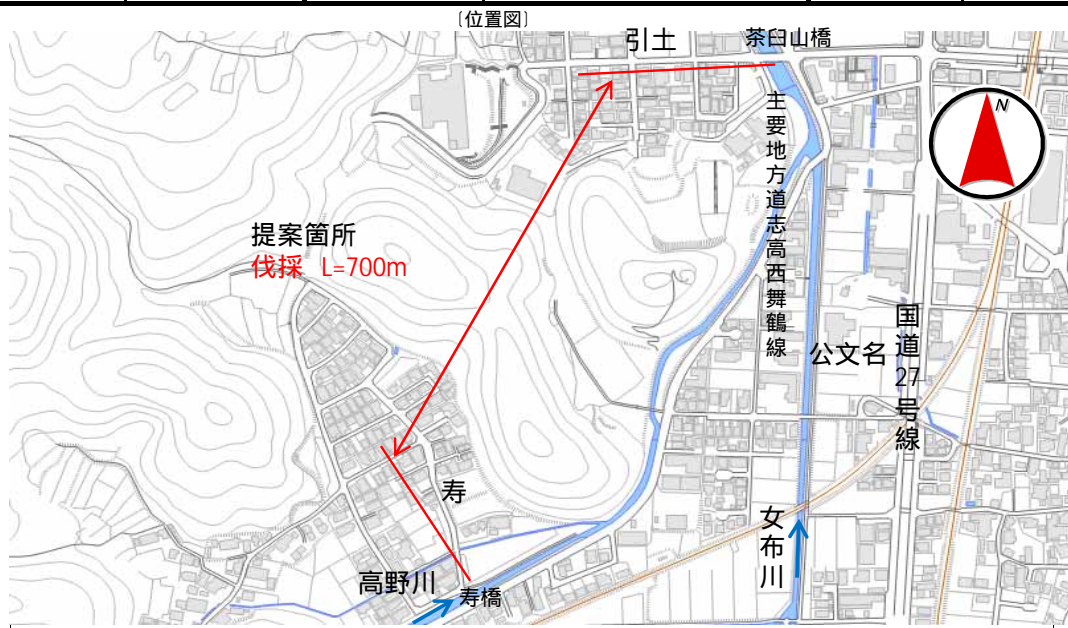 [位置図]
引土
茶臼山橋
主要地方道志高西舞鶴線
N
提案箇所
伐採 L=700m
国道27号線
公文名
寿
女布川
高野川
寿橋